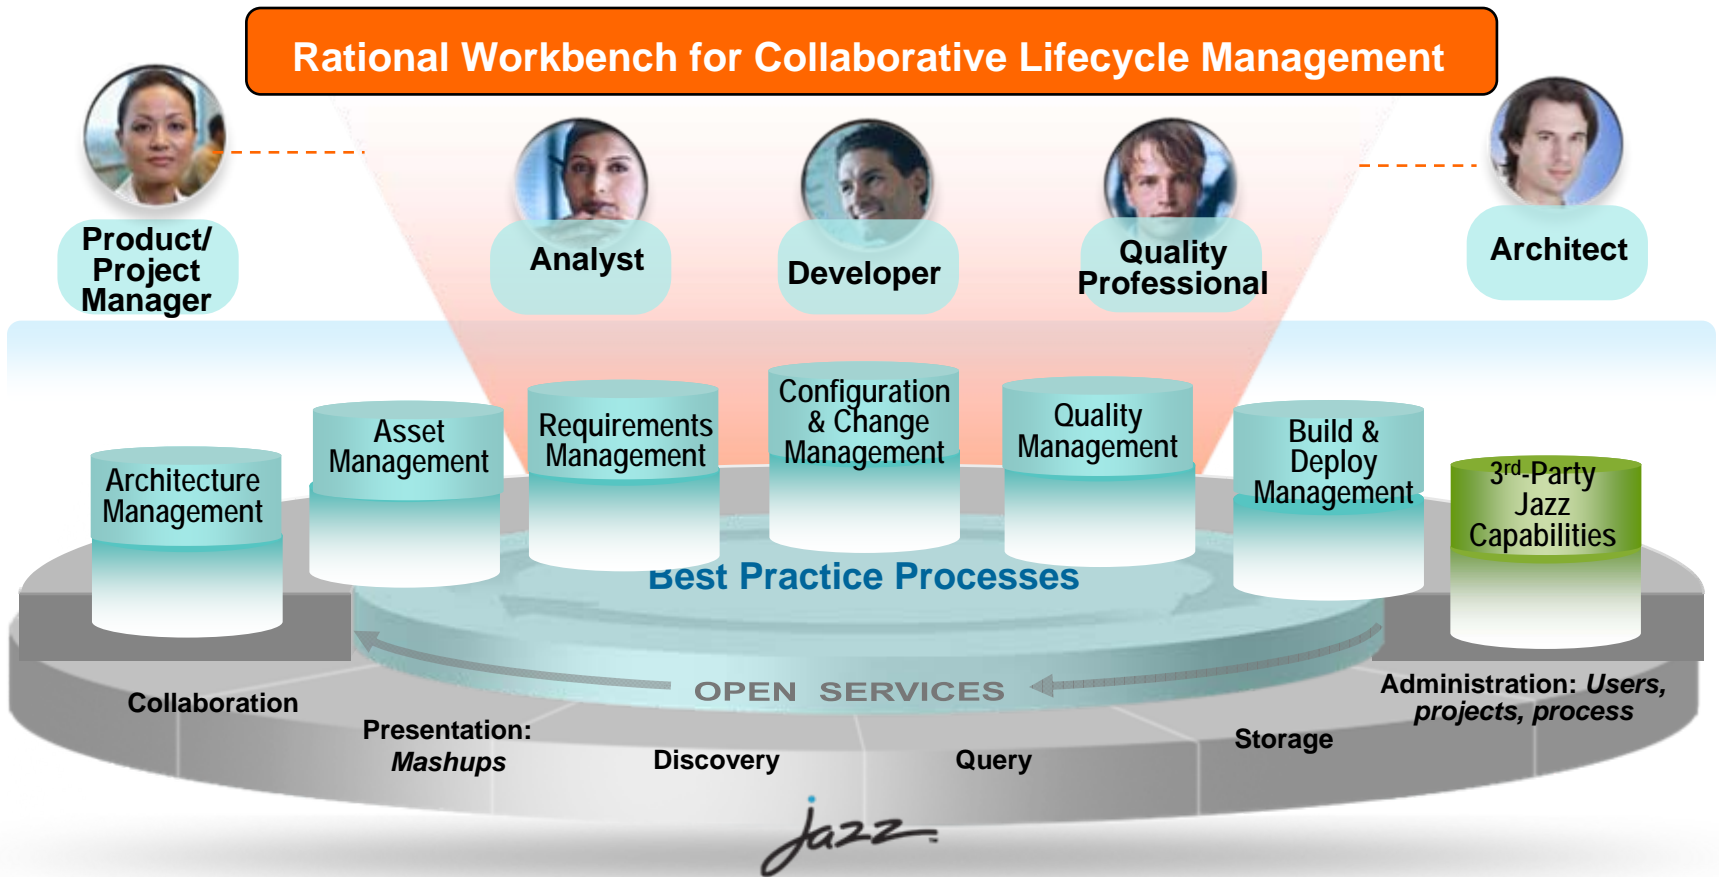 Rational Workbench for Collaborative Lifecycle Management
Product/
Project
Manager
Analyst
Developer
Quality
Professional
Architect
Architecture
Management
Asset
Management
Requirements
Management
Configuration
& Change
Management
Quality
Management
Build &
Deploy
Management
3rd-Party
Jazz
Capabilities
Best Practice Processes
OPEN SERVICES
Collaboration
Presentation:
Mashups
Discovery
Query
Storage
Administration: Users,
projects, process
jazz